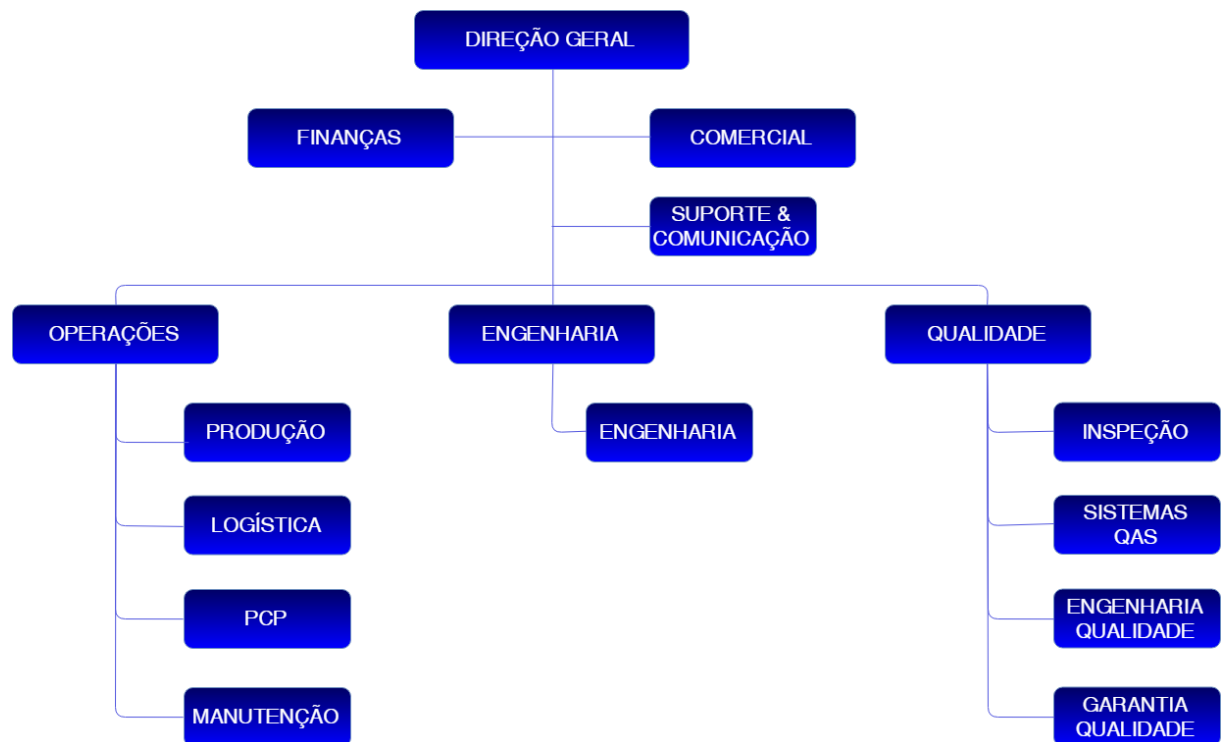 DIREÇÃO GERAL
FINANÇAS
COMERCIAL
SUPORTE &
COMUNICAÇÃO
OPERAÇÕES
ENGENHARIA
QUALIDADE
PRODUÇÃO
LOGÍSTICA
PCP
MANUTENÇÃO
ENGENHARIA
INSPEÇÃO
SISTEMAS
QAS
ENGENHARIA
QUALIDADE
GARANTIA
QUALIDADE